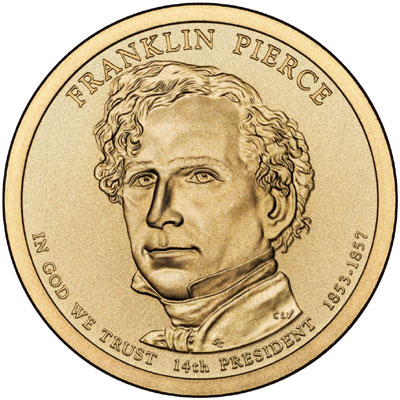 FRANKLIN PIERCE
IN GOD WE TRUST 14th PRESIDENT 1853-1857